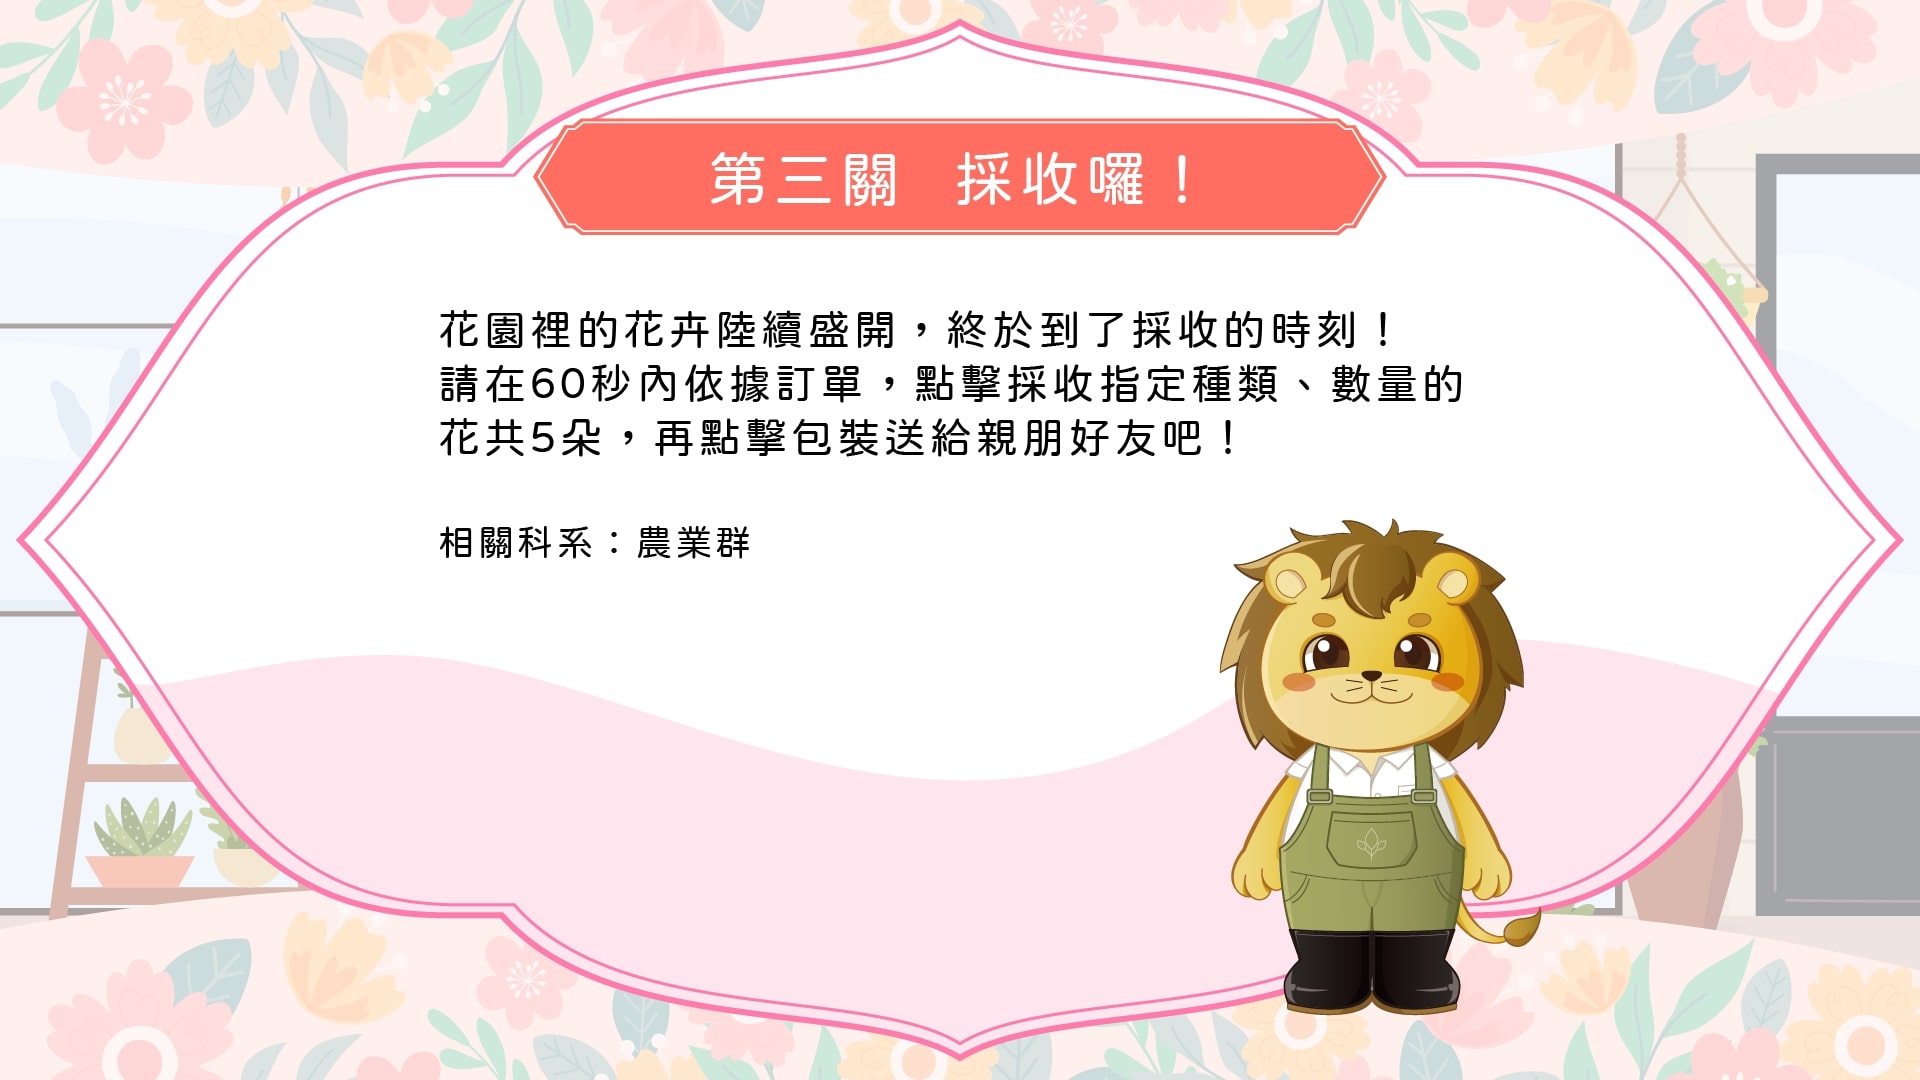 第三關 採收囉！
花園裡的花卉陸續盛開，終於到了採收的時刻！
請在60秒內依據訂單，點擊採收指定種類、數量的
花共5朵，再點擊包裝送給親朋好友吧！
相關科系：農業群